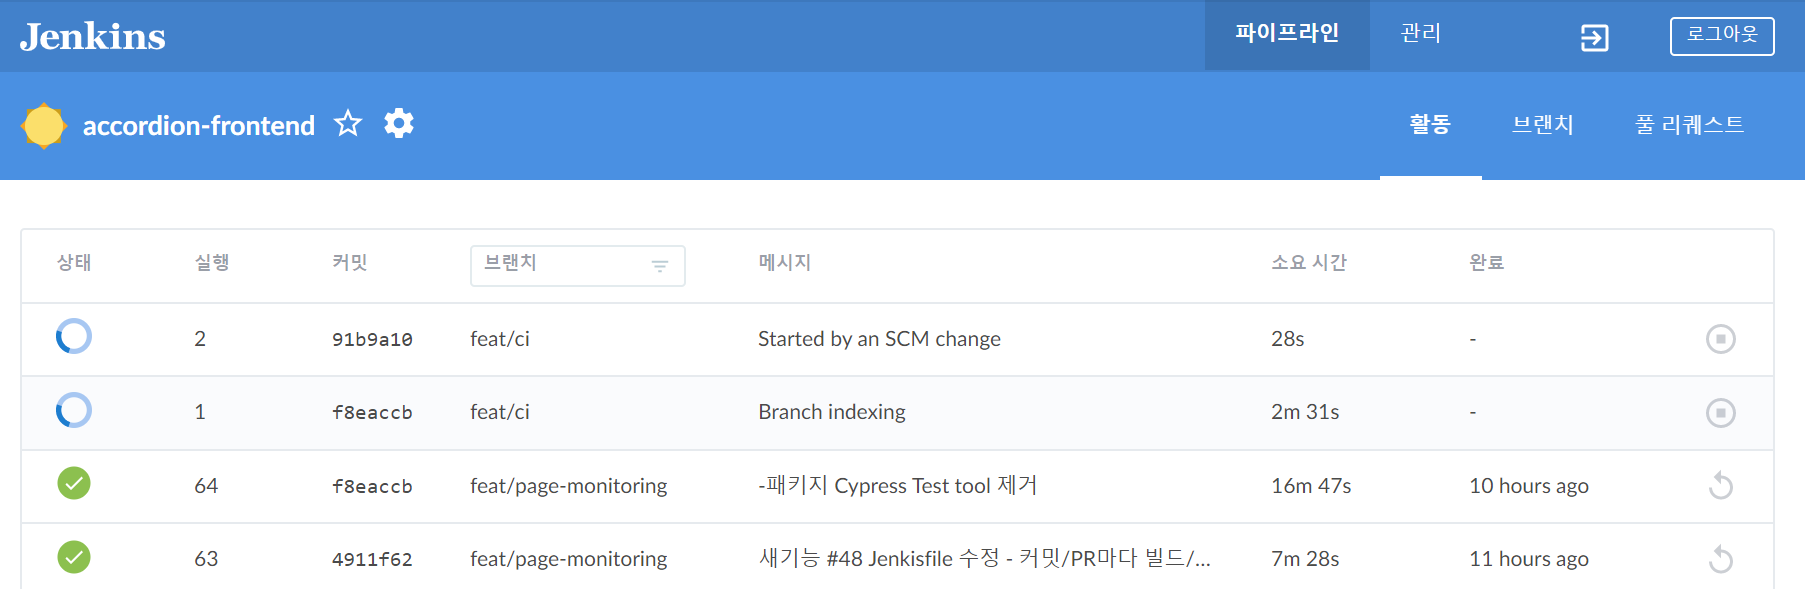 Jenkins 파이프라인 관리 로그아웃
accordion-frontend 활동 브랜치 풀 리퀘스트
상태 실행 커밋 브랜치 메시지 소요 시간 완료
2 91b9a10 feat/ci Started by an SCM change 28s -
1 f8eaccb feat/ci Branch indexing 2m 31s -
64 f8eaccb feat/page-monitoring -패키지 Cypress Test tool 제거 16m 47s 10 hours ago
63 4911f62 feat/page-monitoring 새기능 #48 Jenkisfile 수정 - 커밋/PR마다 빌드/... 7m 28s 11 hours ago